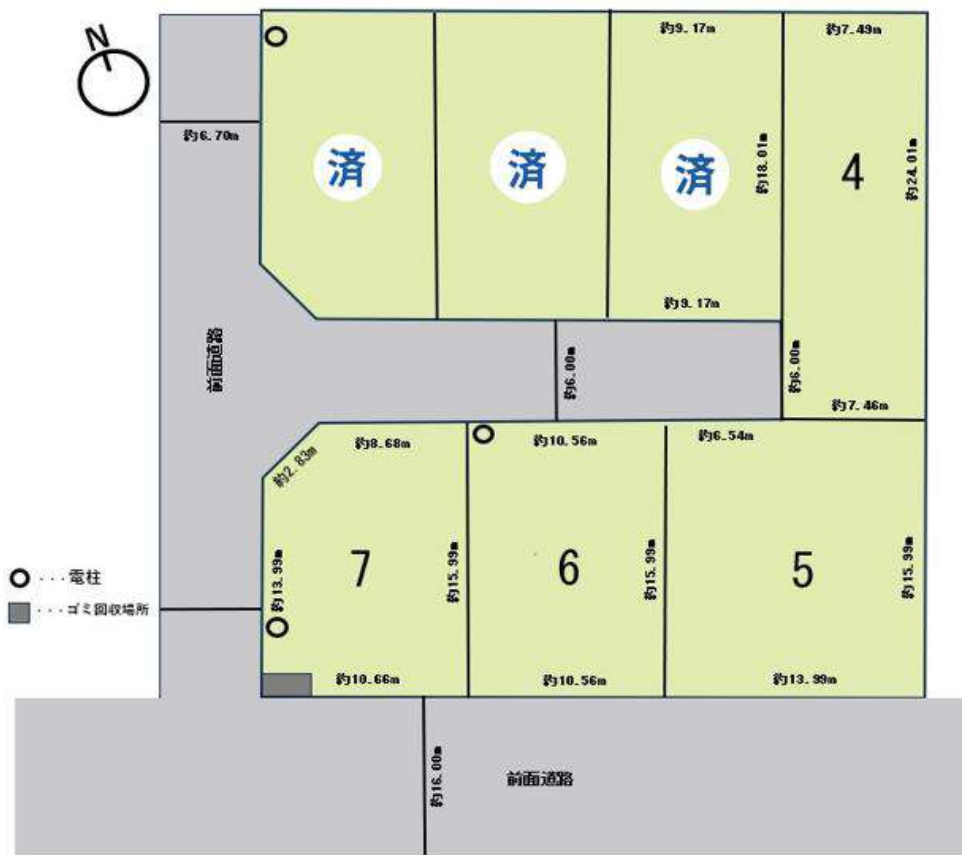 N
約9.17m
約7.49m
約6.70m
済
済
済
約18.01m
4
約24.01m
約9.17m
前面道路
約6.00m
約6.00m
約7.46m
約8.68m
約10.56m
約6.54m
約2.83m
約13.99m
7
約15.99m
6
約15.99m
5
約15.99m
・・・電柱
・・・ゴミ回収場所
約10.66m
約10.56m
約13.99m
約16.00m
前面道路